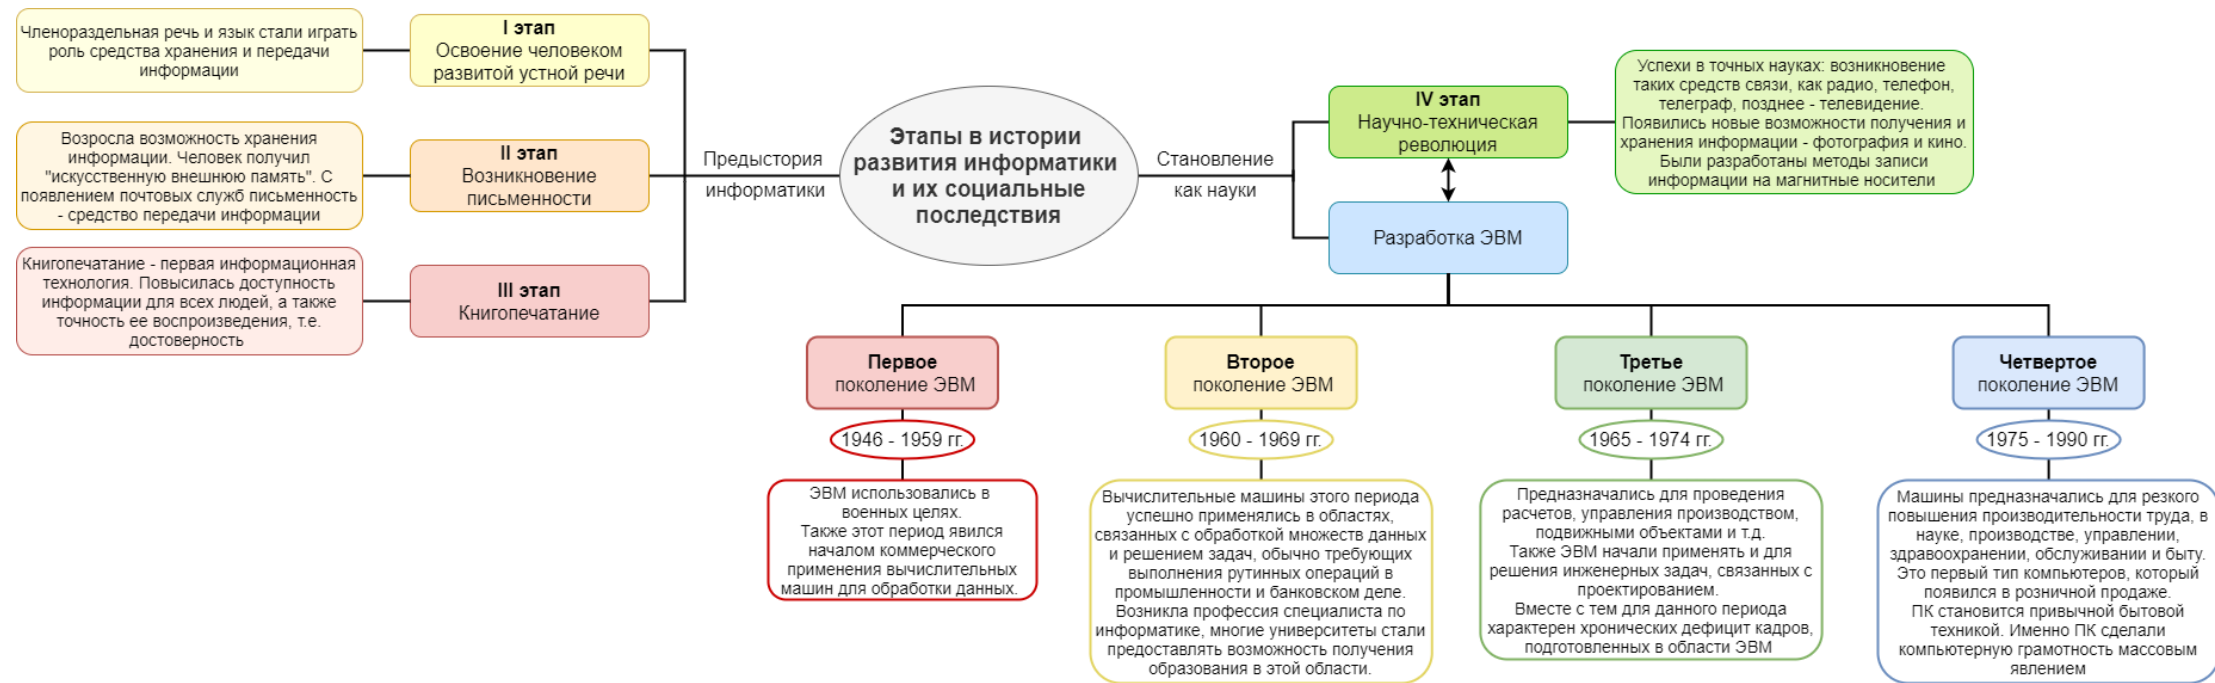 Членораздельная речь и язык стали играть
роль средства хранения и передачи
информации
I этап
Освоение человеком
развитой устной речи
Возросла возможность хранения
информации. Человек получил
"искусственную внешнюю память". С
появлением почтовых служб письменность
- средство передачи информации
II этап
Возникновение
письменности
Книгопечатание - первая информационная
технология. Повысилась доступность
информации для всех людей, а также
точность ее воспроизведения, т.е.
достоверность
III этап
Книгопечатание
Предыстория
информатики
Этапы в истории
развития информатики
и их социальные
последствия
Становление
как науки
IV этап
Научно-техническая
революция
Успехи в точных науках: возникновение
таких средств связи, как радио, телефон,
телеграф, позднее - телевидение.
Появились новые возможности получения и
хранения информации - фотография и кино.
Были разработаны методы записи
информации на магнитные носители
Разработка ЭВМ
Первое
поколение ЭВМ
1946 - 1959 гг.
ЭВМ использовались в
военных целях.
Также этот период явился
началом коммерческого
применения вычислительных
машин для обработки данных.
Второе
поколение ЭВМ
1960 - 1969 гг.
Вычислительные машины этого периода
успешно применялись в областях,
связанных с обработкой множеств данных
и решением задач, обычно требующих
выполнения рутинных операций в
промышленности и банковском деле.
Возникла профессия специалиста по
информатике, многие университеты стали
предоставлять возможность получения
образования в этой области.
Третье
поколение ЭВМ
1965 - 1974 гг.
Предназначались для проведения
расчетов, управления производством,
подвижными объектами и т.д.
Также ЭВМ начали применять и для
решения инженерных задач, связанных с
проектированием.
Вместе с тем для данного периода
характерен хронических дефицит кадров,
подготовленных в области ЭВМ
Четвертое
поколение ЭВМ
1975 - 1990 гг.
Машины предназначались для резкого
повышения производительности труда, в
науке, производстве, управлении,
здравоохранении, обслуживании и быту.
Это первый тип компьютеров, который
появился в розничной продаже.
ПК становится привычной бытовой
техникой. Именно ПК сделали
компьютерную грамотность массовым
явлением